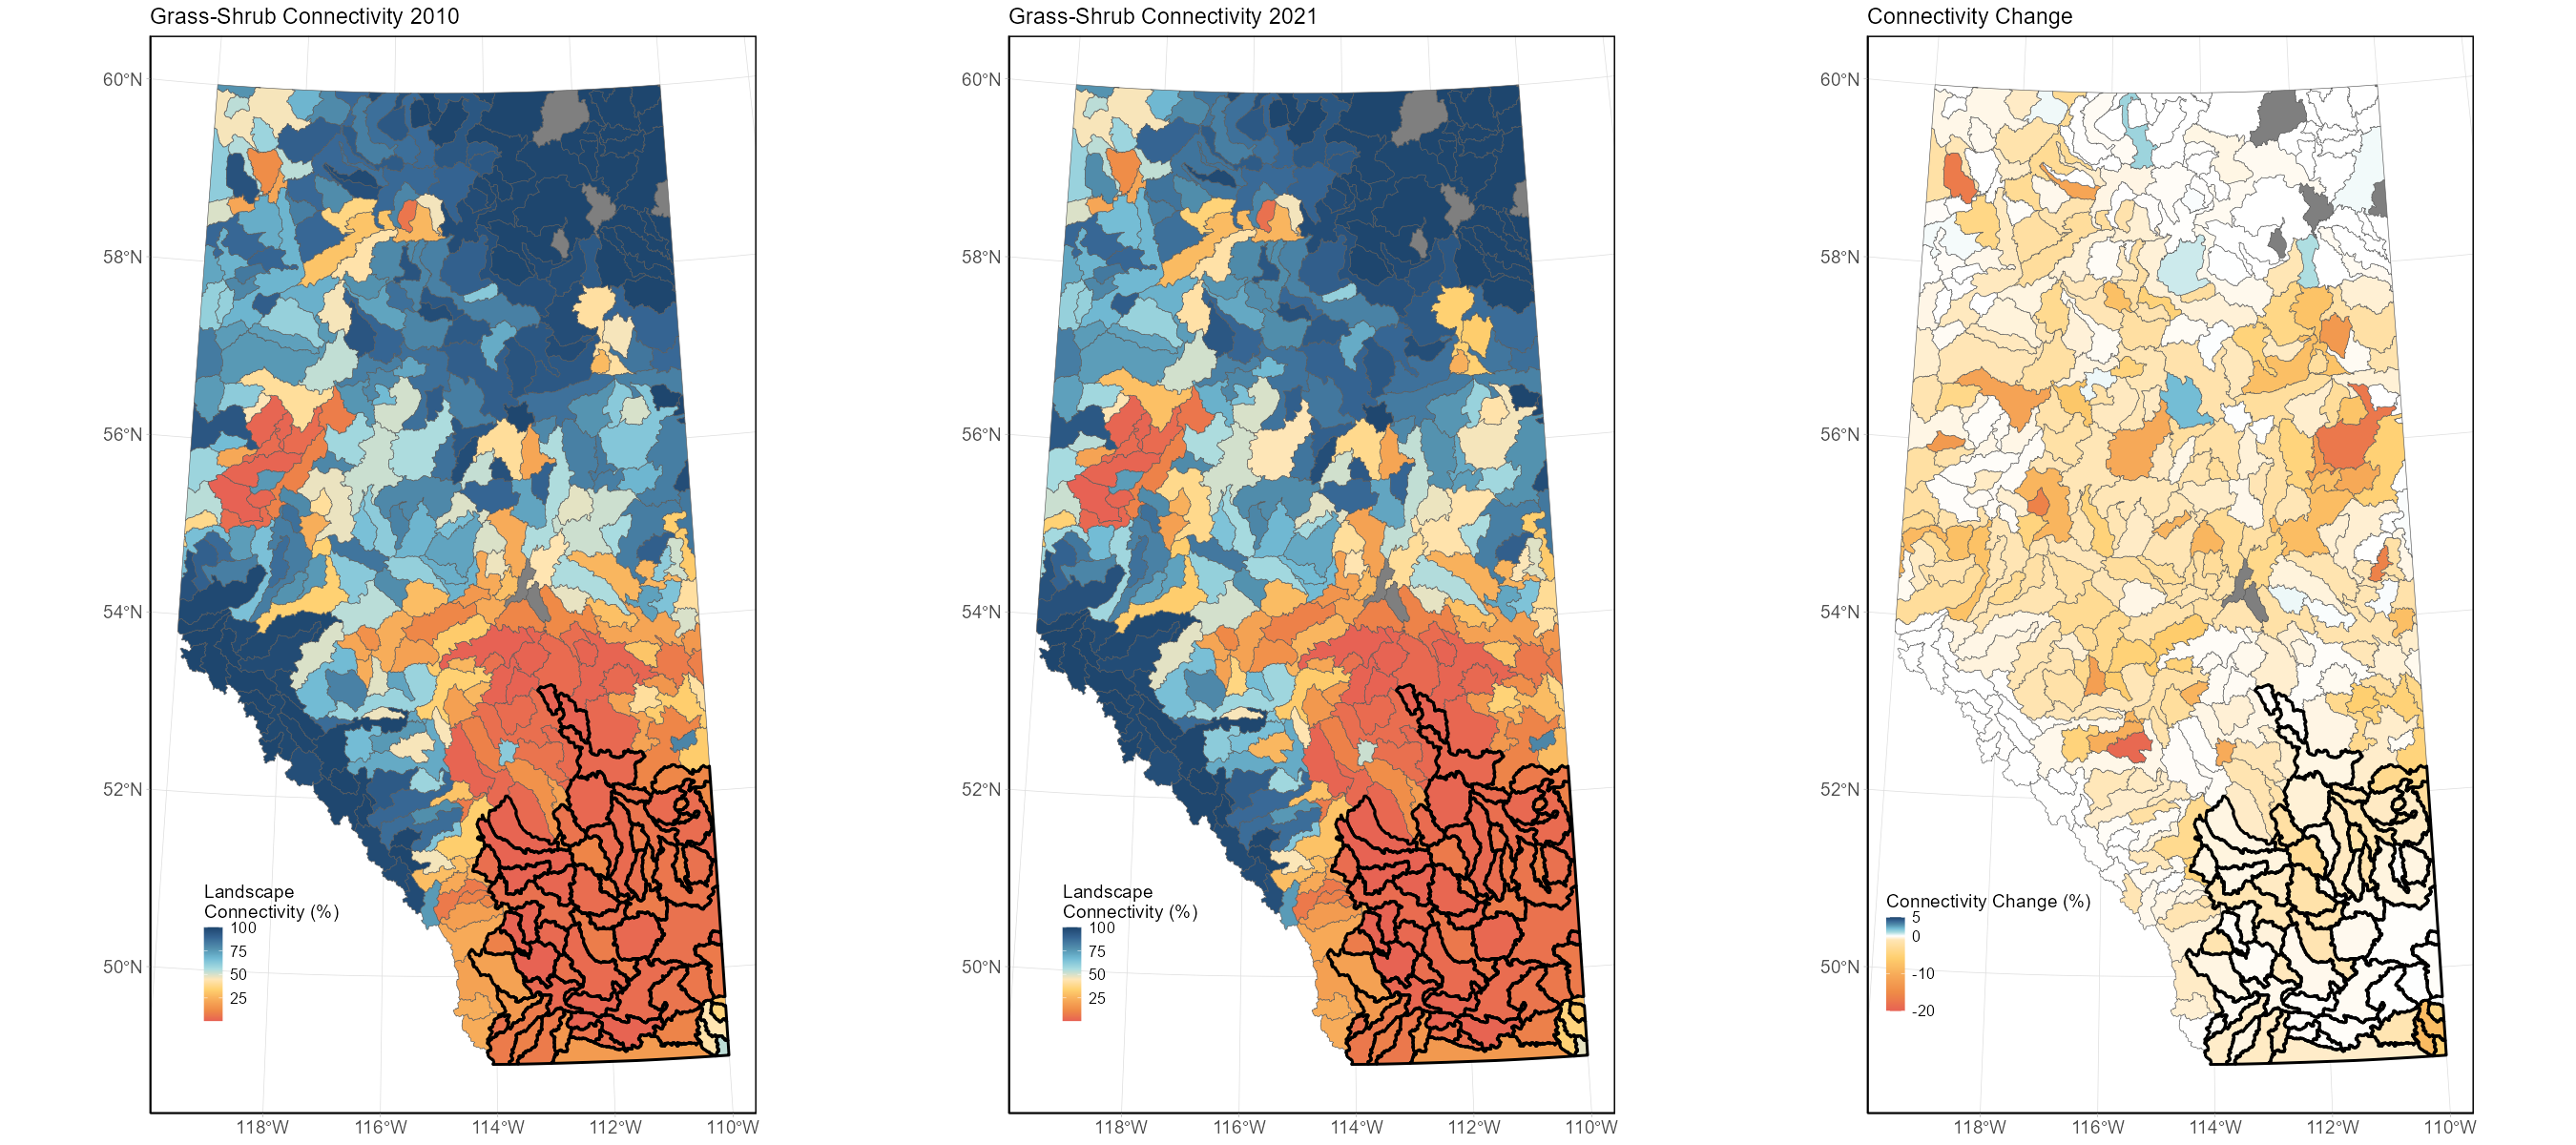 Grass-Shrub Connectivity 2010
60°N
58°N
56°N
54°N
52°N
50°N
118°W
116°W
114°W
112°W
110°W
Landscape
Connectivity (%)
100
75
50
25
Grass-Shrub Connectivity 2021
60°N
58°N
56°N
54°N
52°N
50°N
118°W
116°W
114°W
112°W
110°W
Landscape
Connectivity (%)
100
75
50
25
Connectivity Change
60°N
58°N
56°N
54°N
52°N
50°N
118°W
116°W
114°W
112°W
110°W
Connectivity Change (%)
5
0
-10
-20